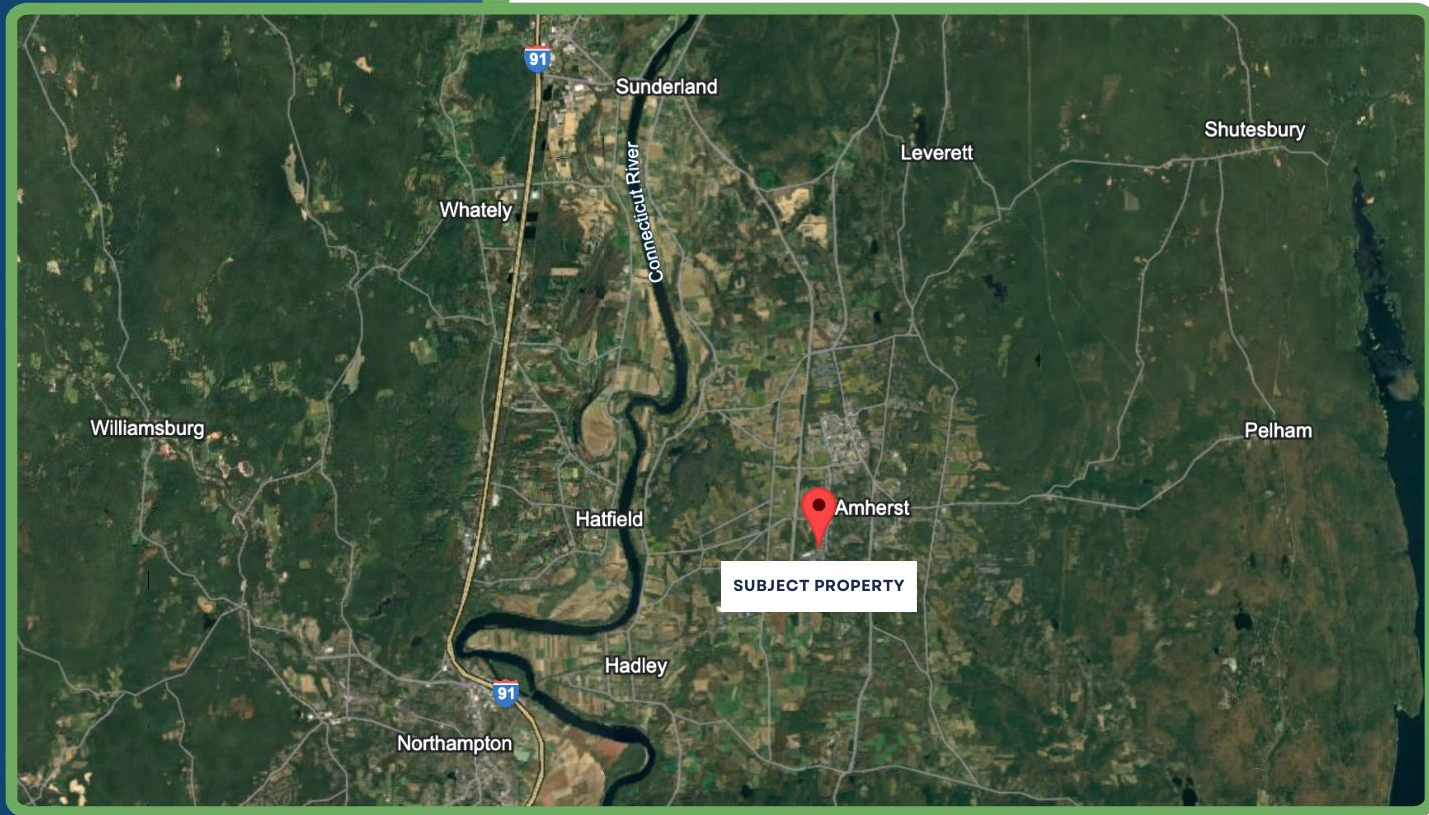 91
Sunderland
Shutesbury
Leverett
Connecticut River
Whately
Williamsburg
Pelham
Amherst
Hatfield
SUBJECT PROPERTY
Hadley
91
Northampton